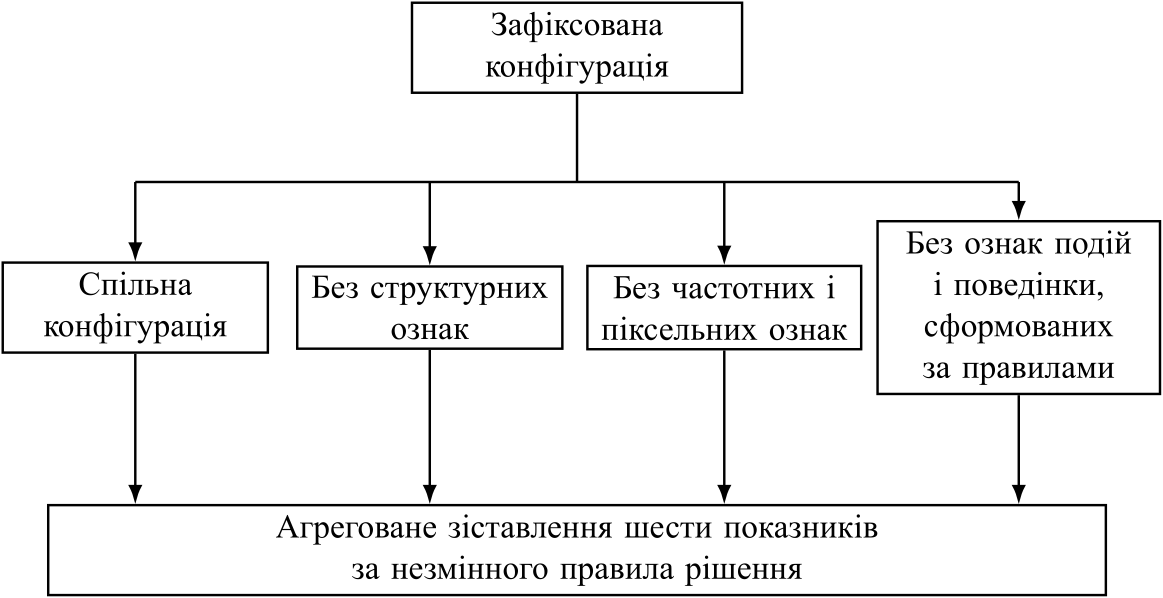 Зафіксована
конфігурація
Спільна
конфігурація
Без структурних
ознак
Без частотних і
піксельних ознак
Без ознак подій
і поведінки,
сформованих
за правилами
Агреговане зіставлення шести показників
за незмінного правила рішення